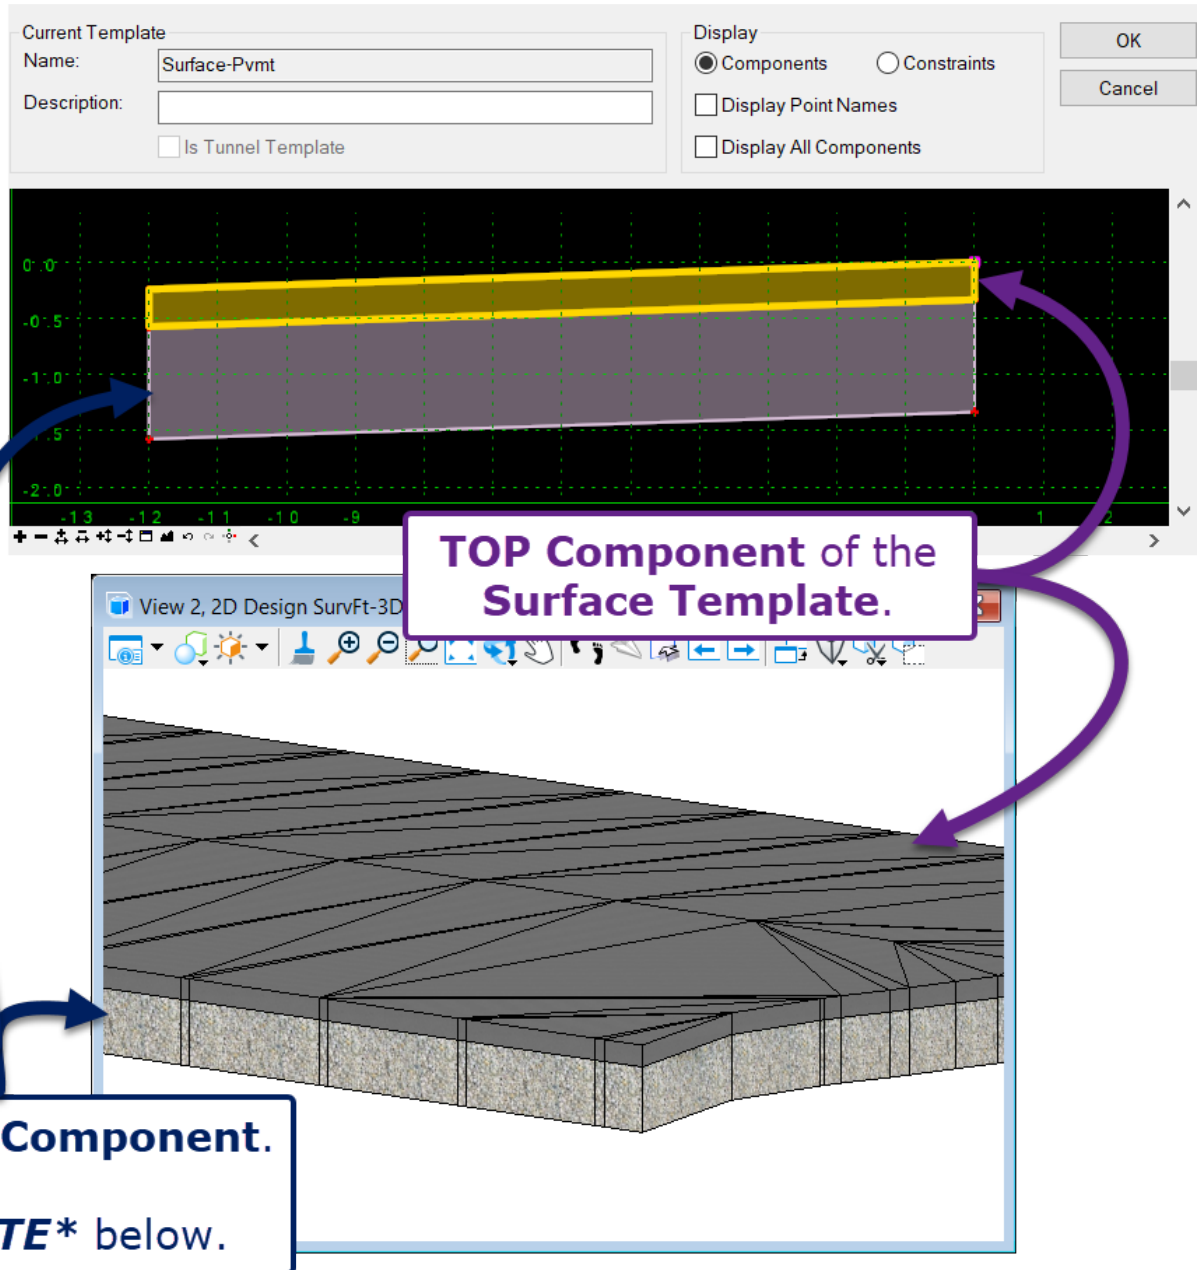 Current Template
Name:
Surface-Pvmt
Description:
Is Tunnel Template
Display
Components
Constraints
Display Point Names
Display All Components
OK
Cancel
0.0
-0.5
-1.0
.5
-2.0
-13 -12 -11 -10 -9 1 2
TOP Component of the
Surface Template.
View 2, 2D Design SurvFt-3D
Component.
TE* below.